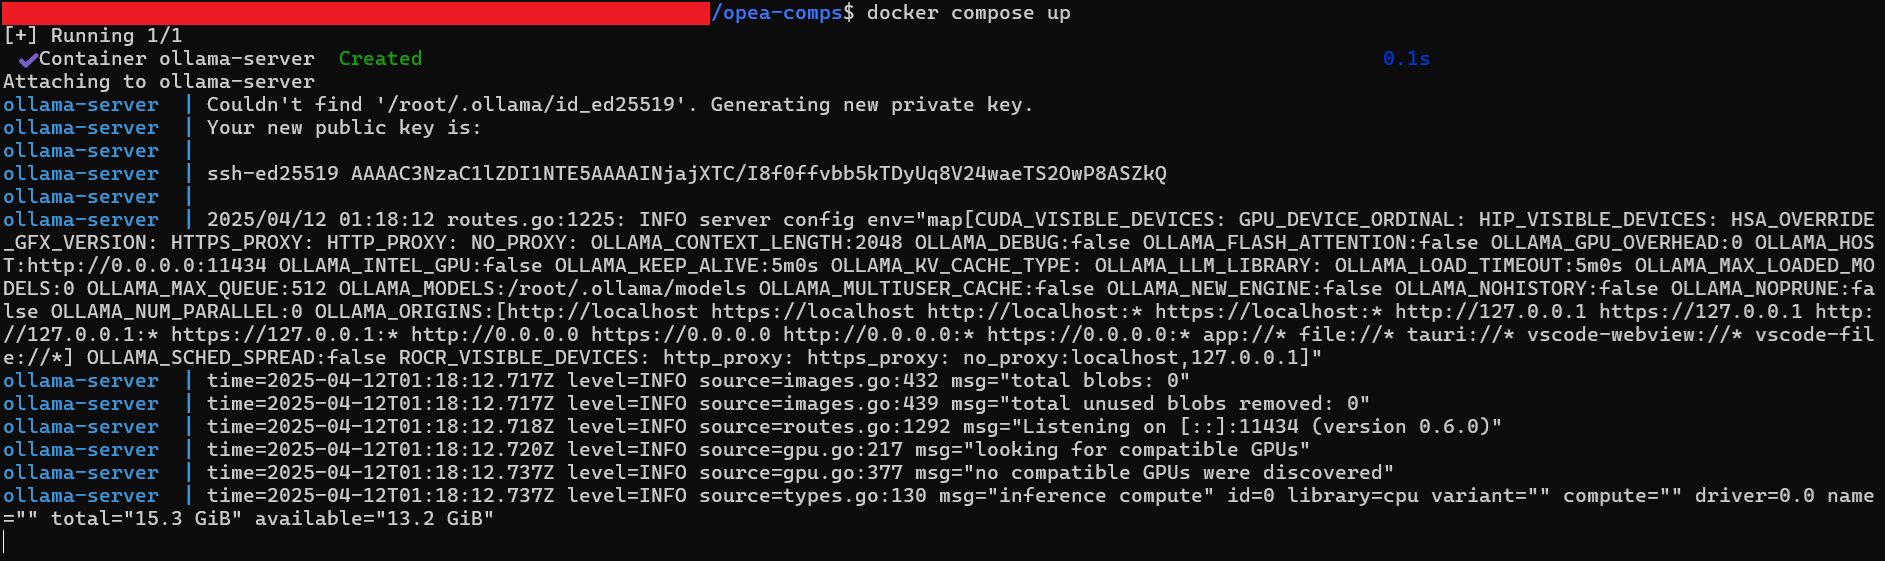 /opea-comps$ docker compose up
[+] Running 1/1
✔Container ollama-server  Created  0.1s
Attaching to ollama-server
ollama-server  | Couldn't find '/root/.ollama/id_ed25519'. Generating new private key.
ollama-server  | Your new public key is:
ollama-server  |
ollama-server  | ssh-ed25519 AAAAC3NzaC1lZDI1NTE5AAAAINjajXTC/I8f0ffvbb5kTDyUq8V24waeTS2OwP8ASZkQ
ollama-server  |
ollama-server  | 2025/04/12 01:18:12 routes.go:1225: INFO server config env="map[CUDA_VISIBLE_DEVICES: GPU_DEVICE_ORDINAL: HIP_VISIBLE_DEVICES: HSA_OVERRIDE
_GFX_VERSION: HTTPS_PROXY: HTTP_PROXY: NO_PROXY: OLLAMA_CONTEXT_LENGTH:2048 OLLAMA_DEBUG:false OLLAMA_FLASH_ATTENTION:false OLLAMA_GPU_OVERHEAD:0 OLLAMA_HOS
T:http://0.0.0.0:11434 OLLAMA_INTEL_GPU:false OLLAMA_KEEP_ALIVE:5m0s OLLAMA_KV_CACHE_TYPE: OLLAMA_LLM_LIBRARY: OLLAMA_LOAD_TIMEOUT:5m0s OLLAMA_MAX_LOADED_MO
DELS:0 OLLAMA_MAX_QUEUE:512 OLLAMA_MODELS:/root/.ollama/models OLLAMA_MULTIUSER_CACHE:false OLLAMA_NEW_ENGINE:false OLLAMA_NOHISTORY:false OLLAMA_NOPRUNE:fa
lse OLLAMA_NUM_PARALLEL:0 OLLAMA_ORIGINS:[http://localhost https://localhost http://localhost:* https://localhost:* http://127.0.0.1 https://127.0.0.1 http:
//127.0.0.1:* https://127.0.0.1:* http://0.0.0.0 https://0.0.0.0 http://0.0.0.0:* https://0.0.0.0:* app://* file://* tauri://* vscode-webview://* vscode-fil
e://*] OLLAMA_SCHED_SPREAD:false ROCR_VISIBLE_DEVICES: http_proxy: https_proxy: no_proxy:localhost,127.0.0.1]"
ollama-server  | time=2025-04-12T01:18:12.717Z level=INFO source=images.go:432 msg="total blobs: 0"
ollama-server  | time=2025-04-12T01:18:12.717Z level=INFO source=images.go:439 msg="total unused blobs removed: 0"
ollama-server  | time=2025-04-12T01:18:12.718Z level=INFO source=routes.go:1292 msg="Listening on [::]:11434 (version 0.6.0)"
ollama-server  | time=2025-04-12T01:18:12.720Z level=INFO source=gpu.go:217 msg="looking for compatible GPUs"
ollama-server  | time=2025-04-12T01:18:12.737Z level=INFO source=gpu.go:377 msg="no compatible GPUs were discovered"
ollama-server  | time=2025-04-12T01:18:12.737Z level=INFO source=types.go:130 msg="inference compute" id=0 library=cpu variant="" compute="" driver=0.0 name
="" total="15.3 GiB" available="13.2 GiB"